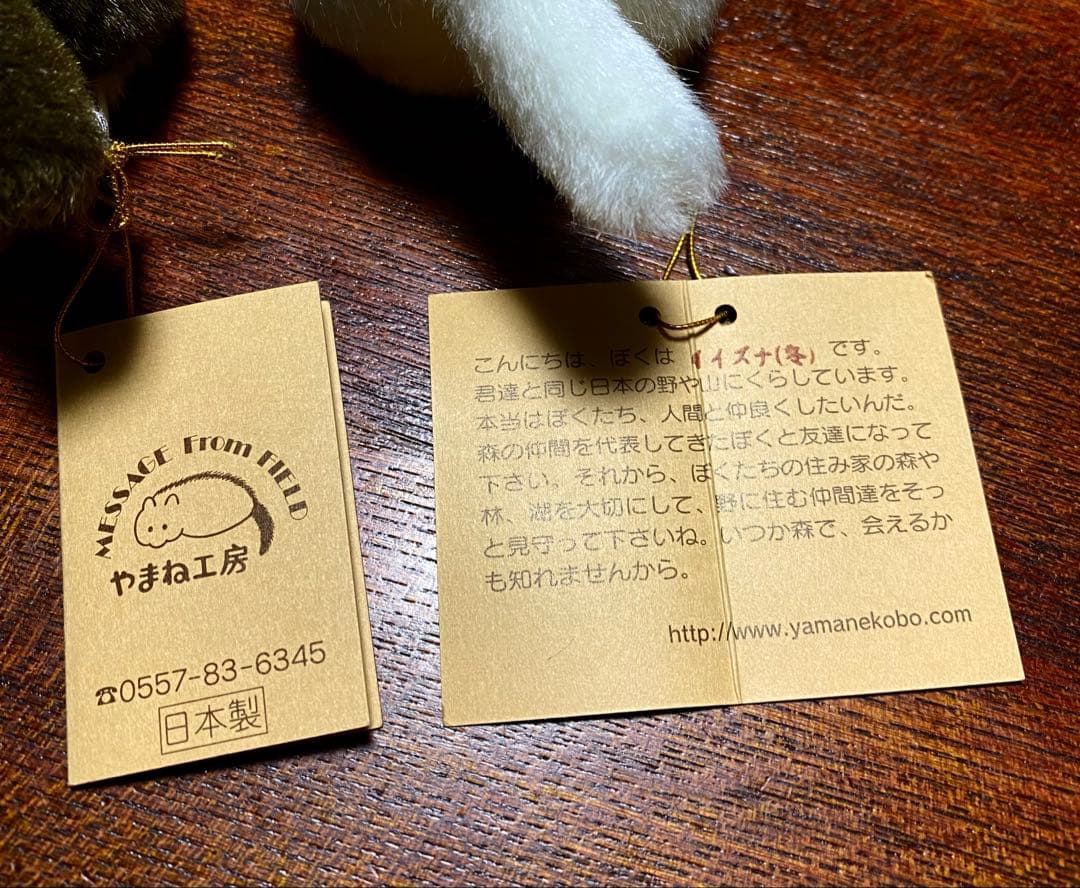 MESSAGE From FIELD
やまね工房
☎0557-83-6345
日本製
こんにちは、ぼくは イイズナ(冬) です。
君達と同じ日本の野や山にくらしています。
本当はぼくたち、人間と仲良くしたいんだ。
森の仲間を代表してきたぼくと友達になって
下さい。それから、ぼくたちの住み家の森や
林、湖を大切にして、野に住む仲間達をそっ
と見守って下さいね。いつか森で、会えるか
も知れませんから。
http://www.yamanekobo.com